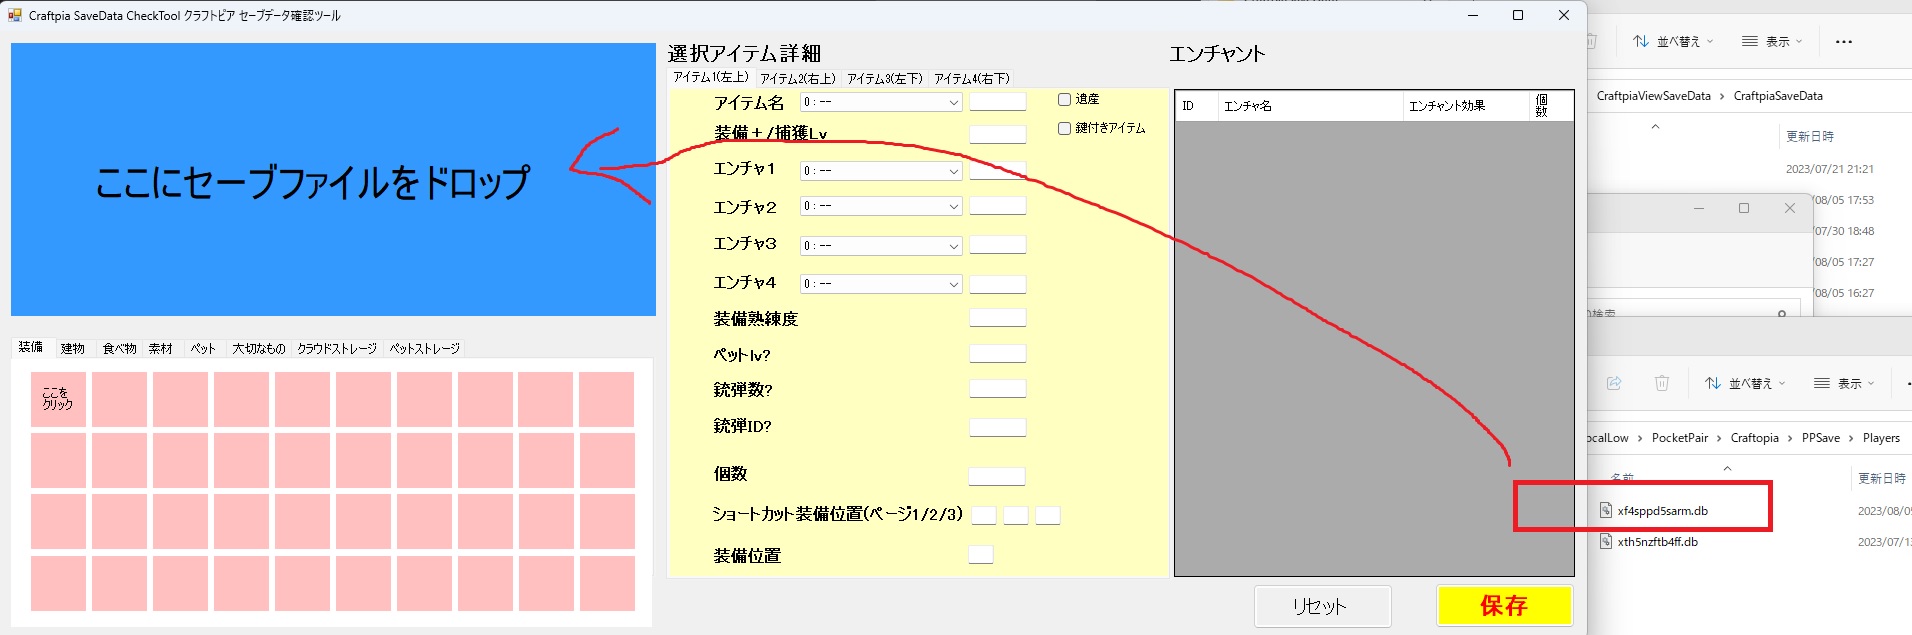 Craftpia SaveData CheckTool クラフトピア セーブデータ確認ツール
ここにセーブファイルをドロップ
装備 建物 食べ物 素材 ペット 大切なもの クラウドストレージ ペットストレージ
ここを
クリック
選択アイテム詳細
アイテム1(左上) アイテム2(右上) アイテム3(左下) アイテム4(右下)
アイテム名 0 : --
遺産
装備＋/捕獲Lv
鍵付きアイテム
エンチャ1 0 : --
エンチャ2 0 : --
エンチャ3 0 : --
エンチャ4 0 : --
装備熟練度
ペットlv?
銃弾数?
銃弾ID?
個数
ショートカット装備位置(ページ1/2/3)
装備位置
エンチャント
ID エンチャ名 エンチャント効果 個数
リセット 保存
並べ替え 表示 ...
CraftpiaViewSaveData > CraftpiaSaveData
更新日時
2023/07/21 21:21
/08/05 17:53
/07/30 18:48
/08/05 17:27
/08/05 16:27
の検索
並べ替え 表示
ocalLow > PocketPair > Craftopia > PPSave > Players
名前 更新日時
xf4sppd5sarm.db 2023/08/05
xth5nzftb4ff.db 2023/07/13